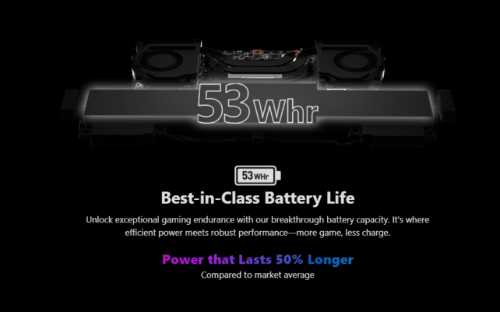 53Whr
53WHr
Best-in-Class Battery Life
Unlock exceptional gaming endurance with our breakthrough battery capacity. It's where
efficient power meets robust performance—more game, less charge.
Power that Lasts 50% Longer
Compared to market average